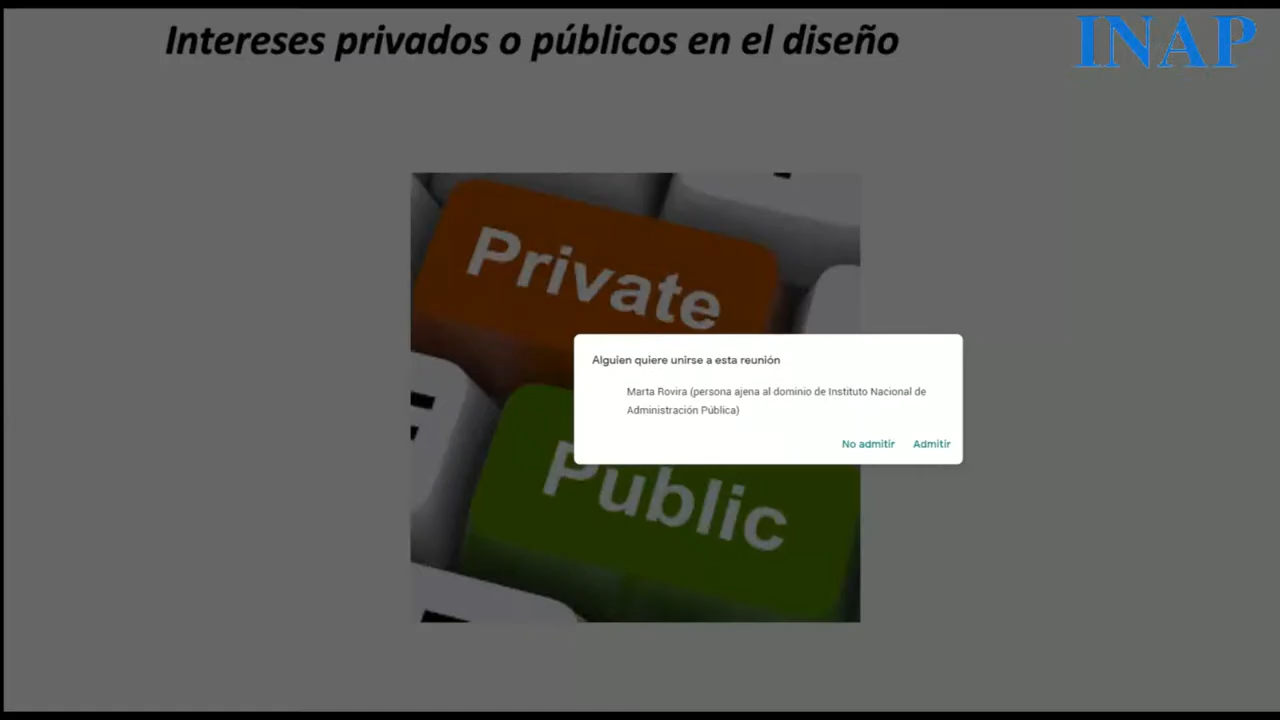 Intereses privados o públicos en el diseño
INAP
Private
Alguien quiere unirse a esta reunión
Marta Rovira (persona ajena al dominio de Instituto Nacional de
Administración Pública)
No admitir Admitir
Public